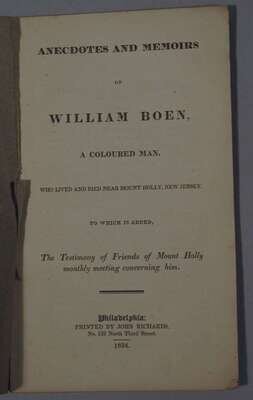 ANECDOTES AND MEMOIRS
OF
WILLIAM BOEN,
A COLOURED MAN,
WHO LIVED AND DIED NEAR MOUNT HOLLY, NEW JERSEY.
TO WHICH IS ADDED,
The Testimony of Friends of Mount Holly
monthly meeting concerning him.
Philadelphia:
PRINTED BY JOHN RICHARDS,
No. 130 North Third Street.
1834.